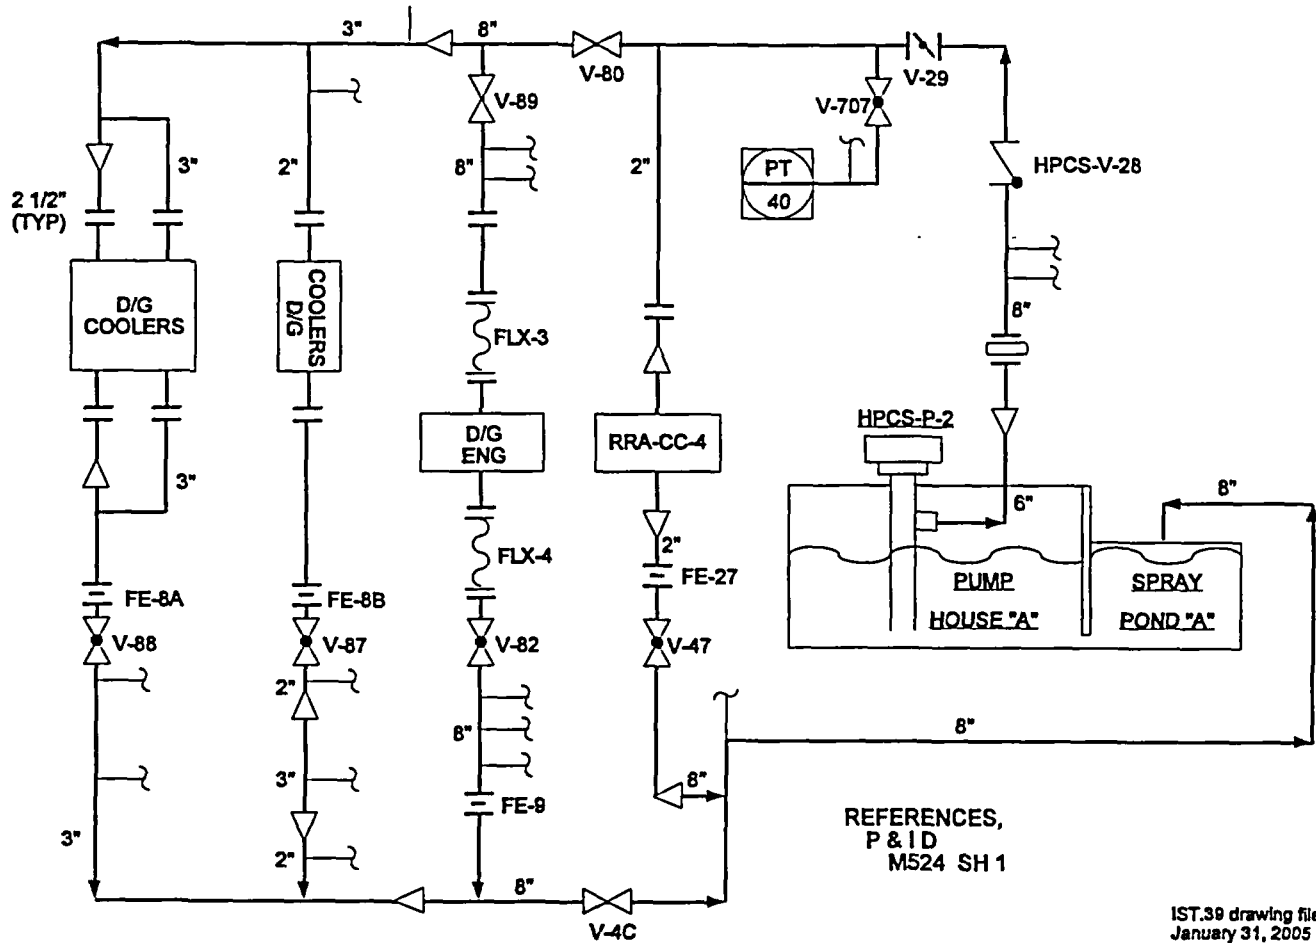 3"
8"
V-80
V-29
V-89
V-707
8"
2"
3"
2"
PT
40
HPCS-V-28
2 1/2"
(TYP)
D/G
COOLERS
COOLERS
D/G
FLX-3
8"
HPCS-P-2
D/G
ENG
RRA-CC-4
3"
6"
8"
FLX-4
2"
FE-27
PUMP
HOUSE "A"
SPRAY
POND "A"
FE-8A
FE-8B
V-88
V-87
V-82
V-47
2"
8"
8"
3"
8"
FE-9
3"
2"
REFERENCES,
P & I D
M524 SH 1
8"
V-4C
IST.39 drawing file
January 31, 2005